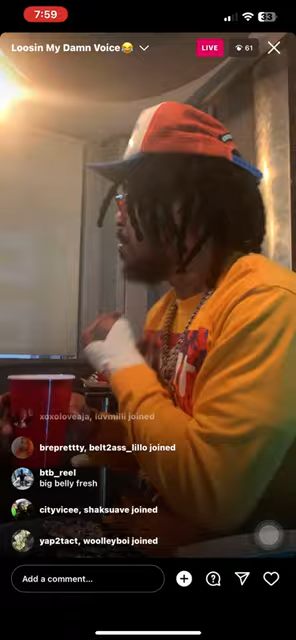 7:59
33
Loosin My Damn Voice😂
LIVE
61
xoxoloveaja, luvmiiii joined
breprettty, belt2ass_lillo joined
btb_reel
big belly fresh
cityvicee, shaksuave joined
yap2tact, woolleyboi joined
Add a comment...